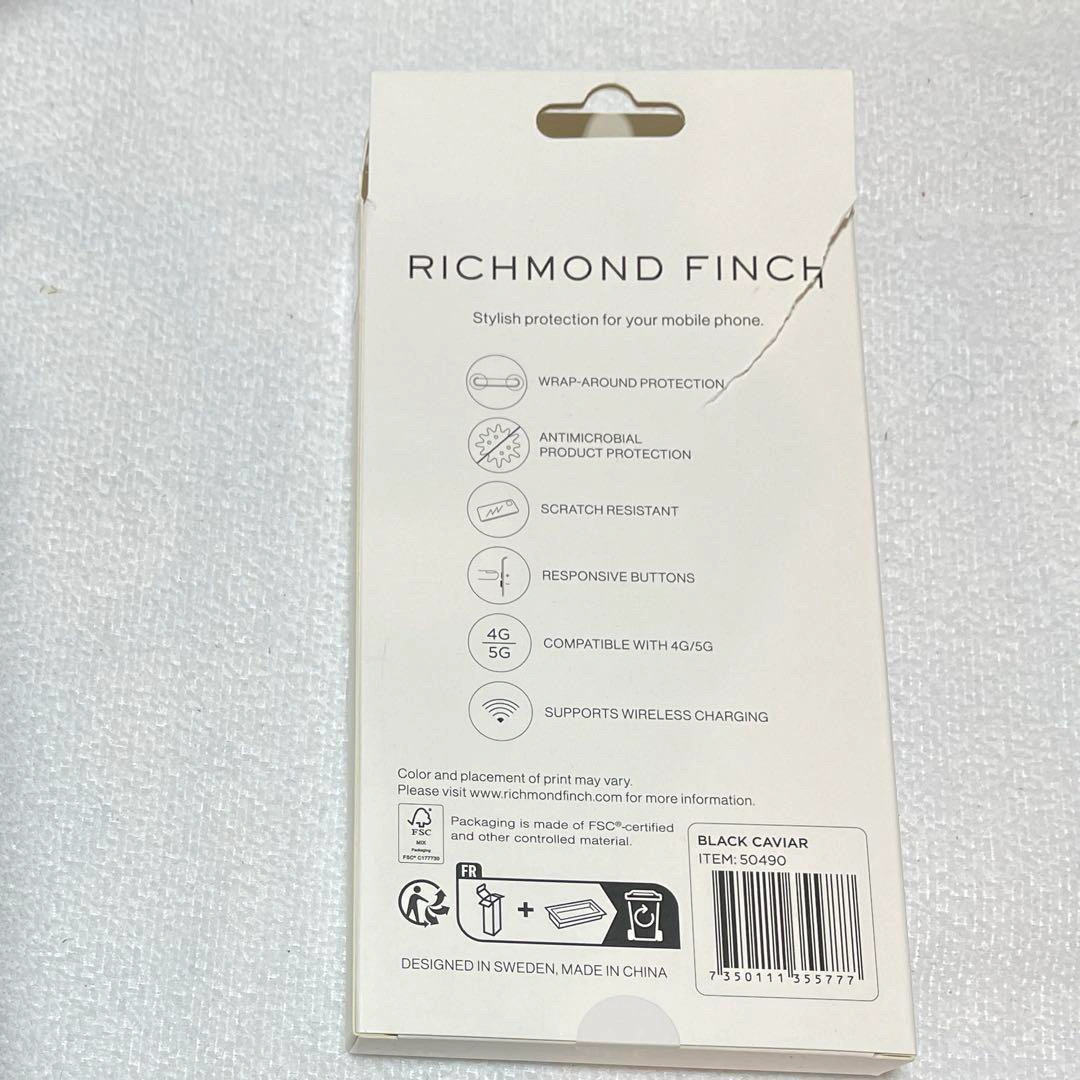 RICHMOND FINCH
Stylish protection for your mobile phone.
WRAP-AROUND PROTECTION
ANTIMICROBIAL
PRODUCT PROTECTION
SCRATCH RESISTANT
RESPONSIVE BUTTONS
4G
5G
COMPATIBLE WITH 4G/5G
SUPPORTS WIRELESS CHARGING
Color and placement of print may vary.
Please visit www.richmondfinch.com for more information.
FSC
MIX
Packaging
FSC® C177730
Packaging is made of FSC®-certified
and other controlled material.
FR
+
DESIGNED IN SWEDEN, MADE IN CHINA
BLACK CAVIAR
ITEM: 50490
7 350111 355777